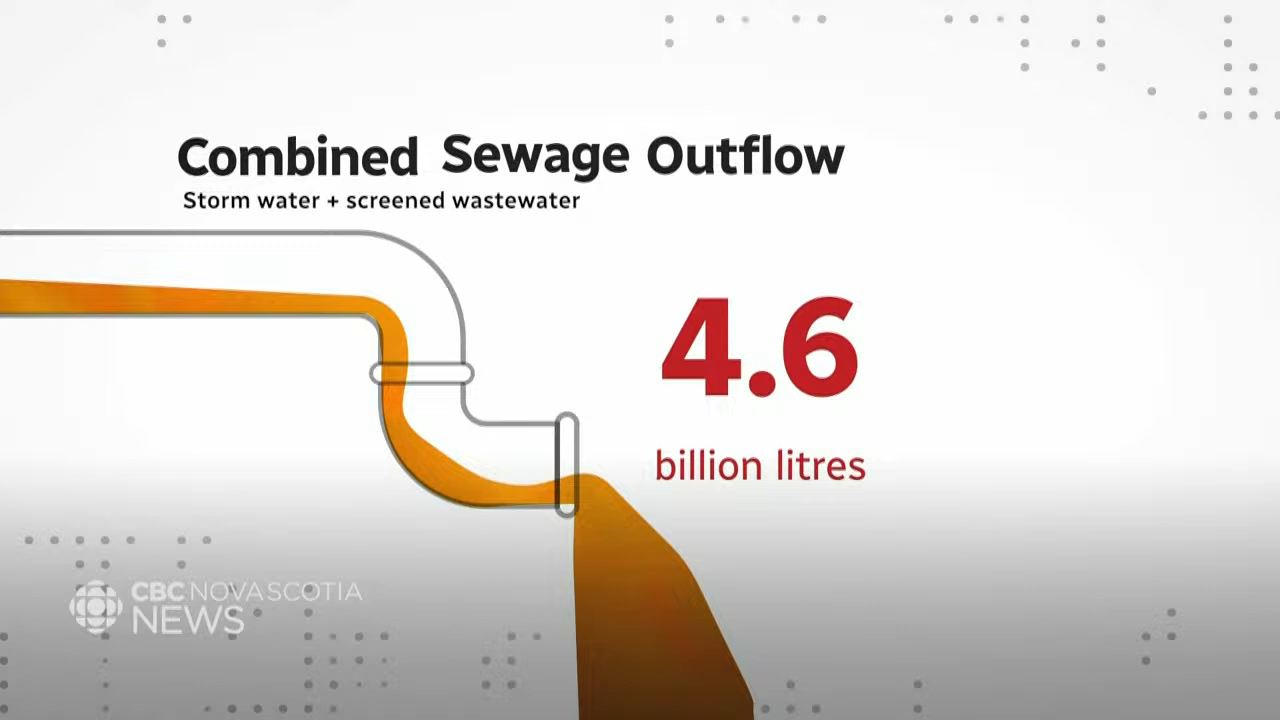 Combined Sewage Outflow
Storm water + screened wastewater
4.6
billion litres
CBC NOVA SCOTIA
NEWS